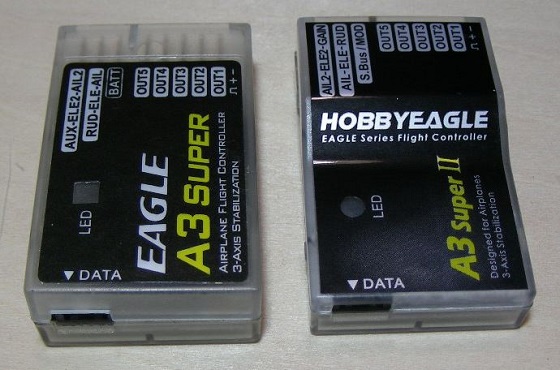 AUX-ELE2-AIL2
RUD-ELE-AIL
BATT
OUT5
OUT4
OUT3
OUT2
OUT1
⎍ + -
LED
EAGLE
A3 SUPER
AIRPLANE FLIGHT CONTROLLER
3-AXIS STABILIZATION
▼ DATA
AIL2-ELE2-GAIN
AIL-ELE-RUD
S.Bus/MOD
OUT5
OUT4
OUT3
OUT2
OUT1
⎍ + -
HOBBYEAGLE
EAGLE Series Flight Controller
LED
A3 Super II
Designed for Airplanes
3-Axis Stabilization
▼ DATA